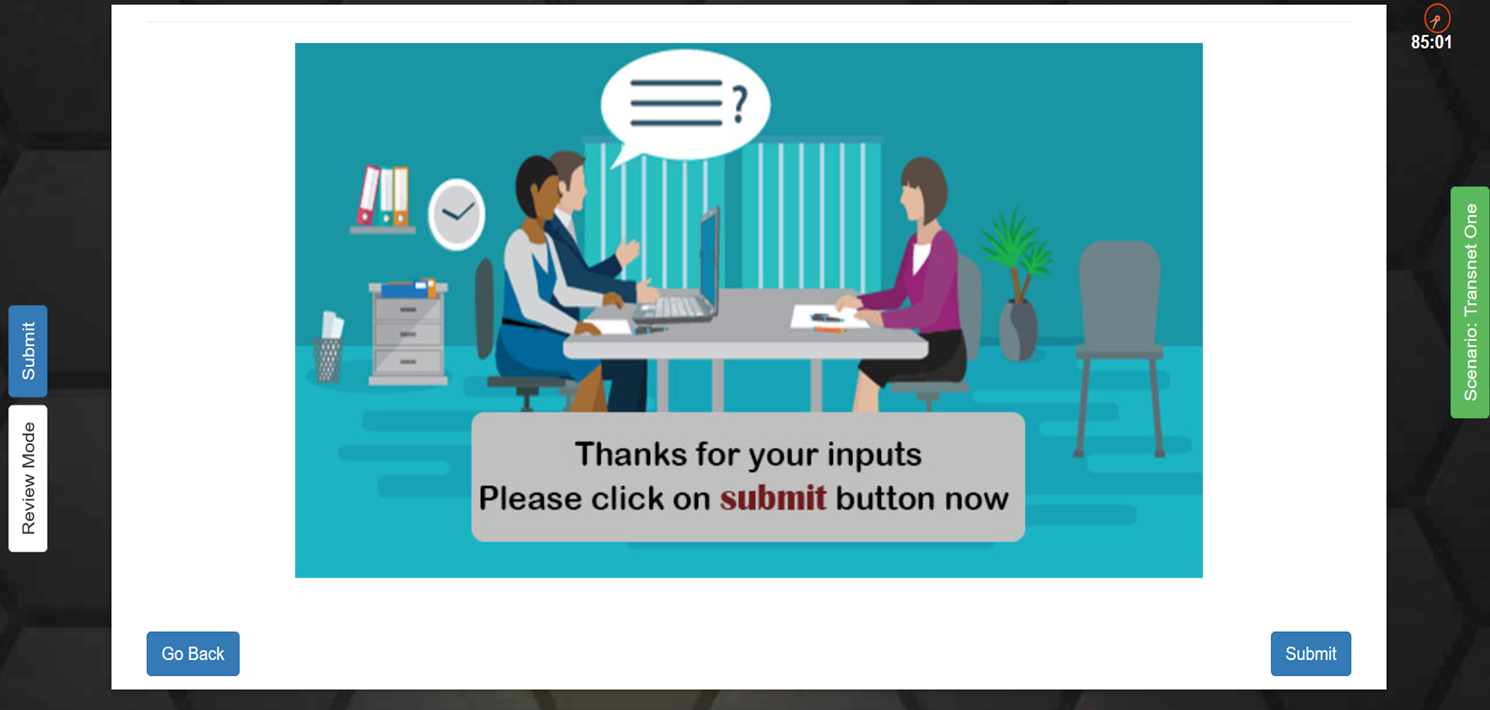 85:01
?
Thanks for your inputs
Please click on submit button now
Submit
Review Mode
Scenario: Transnet One
Go Back
Submit